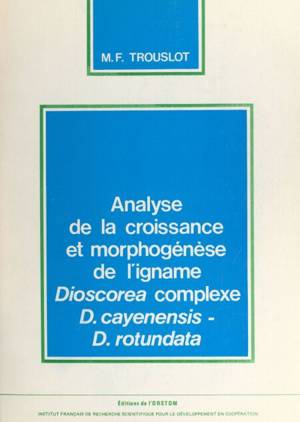 M.F. TROUSLOT
Analyse
de la croissance
et morphogénèse
de l'igname
Dioscorea complexe
D. cayenensis -
D. rotundata
Éditions de l'ORSTOM
INSTITUT FRANÇAIS DE RECHERCHE SCIENTIFIQUE POUR LE DÉVELOPPEMENT EN COOPÉRATION